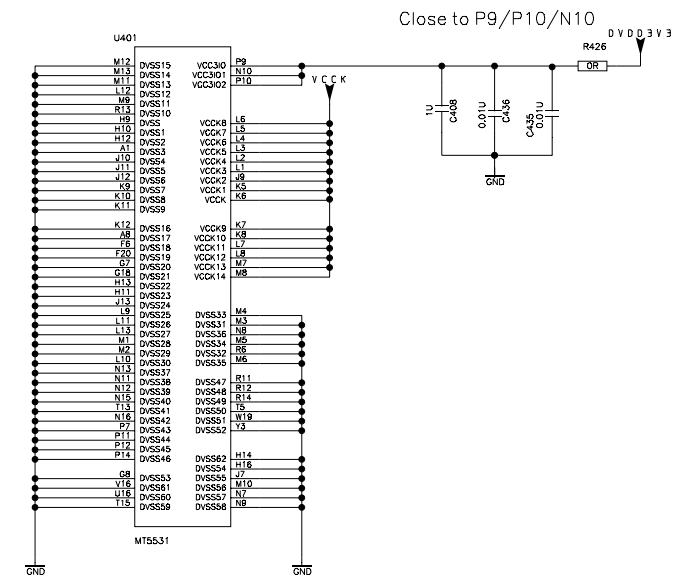 Close to P9/P10/N10
DVDD3V3
U401
R426
0R
M12 DVSS15 VCC3IO P9
M13 DVSS14 VCC3IO1 N10
M11 DVSS13 VCC3IO2 P10
VCCK
L12 DVSS12
M9 DVSS11
R13 DVSS10
1U C408
0.01U C436
C435 0.01U
H9 DVSS VCCK8 L6
H10 DVSS1 VCCK7 L5
H12 DVSS2 VCCK6 L4
A1 DVSS3 VCCK5 L3
J10 DVSS4 VCCK4 L2
J11 DVSS5 VCCK3 L1
J12 DVSS6 VCCK2 J9
K9 DVSS7 VCCK1 K5
K10 DVSS8 VCCK K6
K11 DVSS9
GND
K12 DVSS16 VCCK9 K7
A8 DVSS17 VCCK10 K8
F6 DVSS18 VCCK11 L7
F20 DVSS19 VCCK12 L8
G7 DVSS20 VCCK13 M7
G18 DVSS21 VCCK14 M8
H13 DVSS22
H11 DVSS23
J13 DVSS24
L9 DVSS25 DVSS33 M4
L11 DVSS26 DVSS31 M3
L13 DVSS27 DVSS36 N8
M1 DVSS28 DVSS34 M5
M2 DVSS29 DVSS32 R6
L10 DVSS30 DVSS35 M6
N13 DVSS37
N11 DVSS38 DVSS47 R11
N12 DVSS39 DVSS48 R12
N15 DVSS40 DVSS49 R14
T13 DVSS41 DVSS50 T5
N16 DVSS42 DVSS51 W19
P7 DVSS43 DVSS52 Y3
P11 DVSS44
P12 DVSS45
P14 DVSS46 DVSS62 H14
DVSS54 H16
G8 DVSS53 DVSS55 J7
V16 DVSS61 DVSS56 M10
U16 DVSS60 DVSS57 N7
T15 DVSS59 DVSS58 N9
MT5531
GND
GND